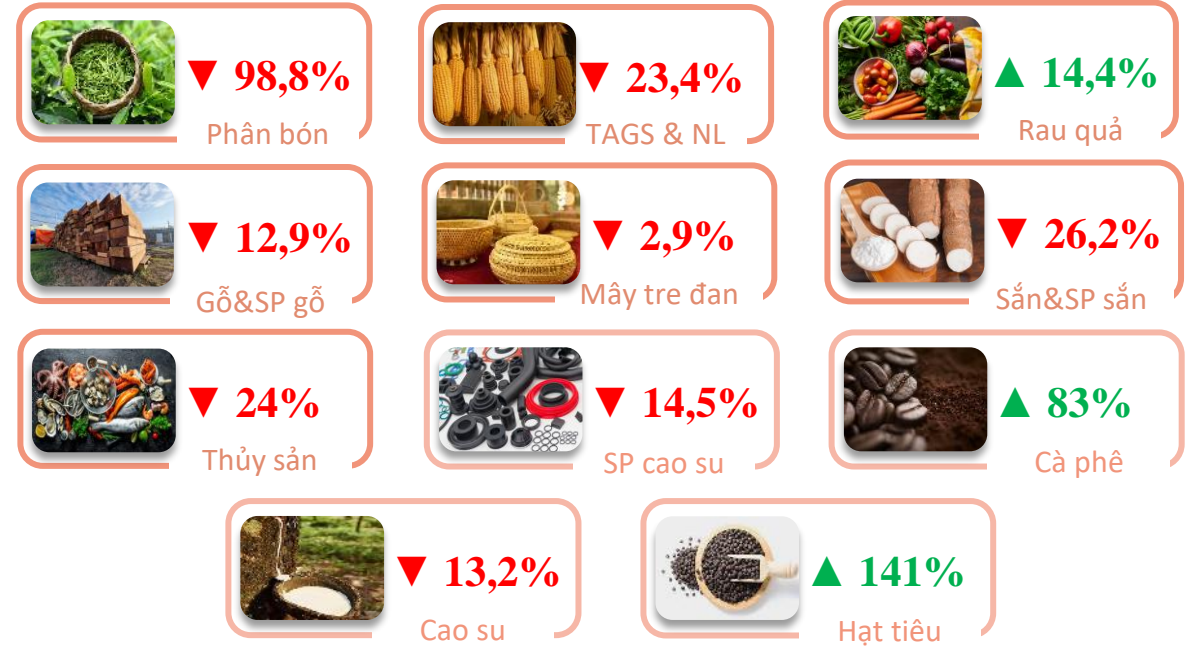 ▼ 98,8%
Phân bón
▼ 23,4%
TAGS & NL
▲ 14,4%
Rau quả
▼ 12,9%
Gỗ&SP gỗ
▼ 2,9%
Mây tre đan
▼ 26,2%
Sắn&SP sắn
▼ 24%
Thủy sản
▼ 14,5%
SP cao su
▲ 83%
Cà phê
▼ 13,2%
Cao su
▲ 141%
Hạt tiêu